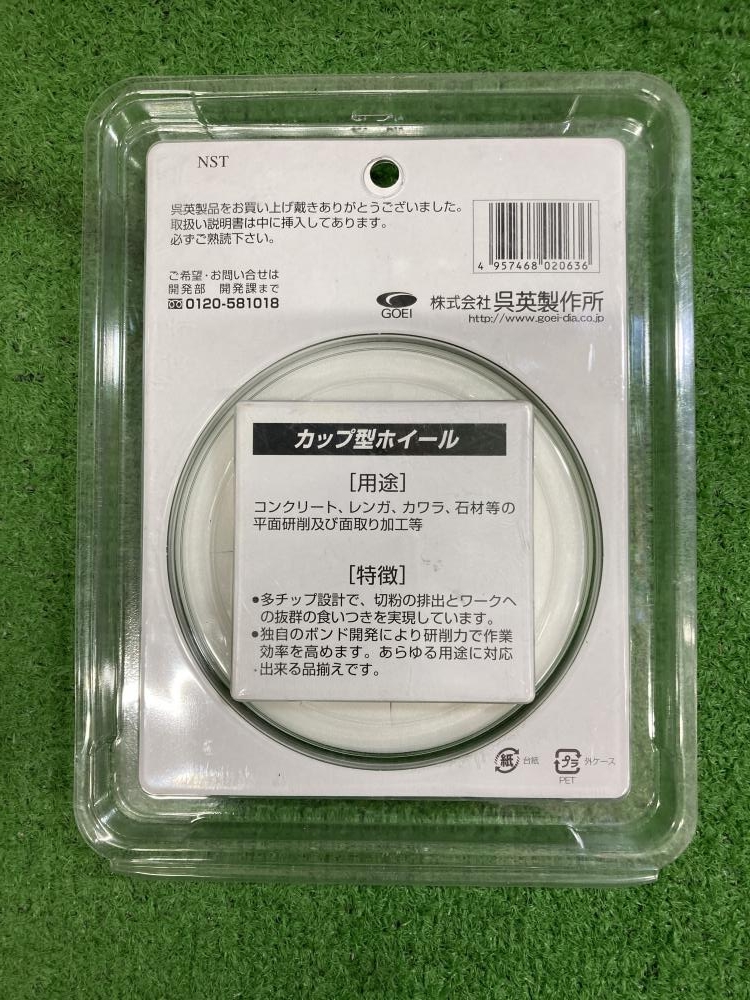 NST
呉英製品をお買い上げ戴きありがとうございました。
取扱い説明書は中に挿入してあります。
必ずご熟読下さい。
4 957468 020636
ご希望・お問い合せは
開発部 開発課まで
0120-581018
GOEI
株式会社 呉英製作所
http://www.goei-dia.co.jp
カップ型ホイール
[用途]
コンクリート、レンガ、カワラ、石材等の
平面研削及び面取り加工等
[特徴]
●多チップ設計で、切粉の排出とワークへ
の抜群の食いつきを実現しています。
●独自のボンド開発により研削力で作業
効率を高めます。あらゆる用途に対応
出来る品揃えです。
紙 台紙
プラ 外ケース
PET